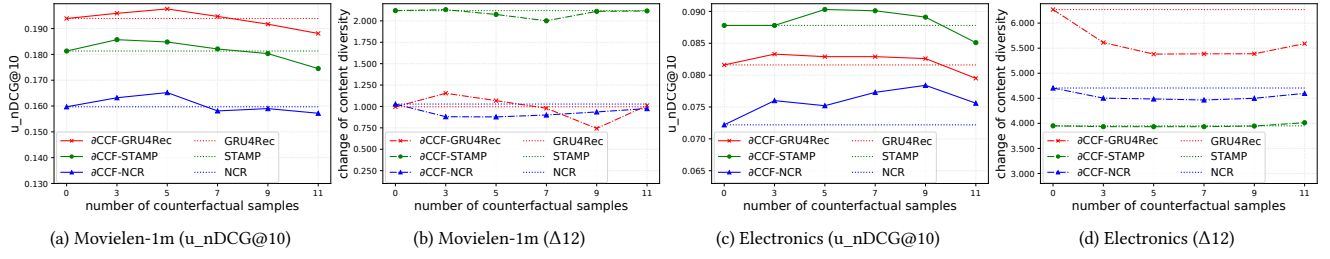 u_nDCG@10
0.190
0.180
0.170
0.160
0.150
0.140
0.130
∂CCF-GRU4Rec
∂CCF-STAMP
∂CCF-NCR
GRU4Rec
STAMP
NCR
0 3 5 7 9 11
number of counterfactual samples
(a) Movielen-1m (u_nDCG@10)
change of content diversity
2.000
1.750
1.500
1.250
1.000
0.750
0.500
0.250
∂CCF-GRU4Rec
∂CCF-STAMP
∂CCF-NCR
GRU4Rec
STAMP
NCR
0 3 5 7 9 11
number of counterfactual samples
(b) Movielen-1m (Δ12)
u_nDCG@10
0.090
0.085
0.080
0.075
0.070
0.065
∂CCF-GRU4Rec
∂CCF-STAMP
∂CCF-NCR
GRU4Rec
STAMP
NCR
0 3 5 7 9 11
number of counterfactual samples
(c) Electronics (u_nDCG@10)
change of content diversity
6.000
5.500
5.000
4.500
4.000
3.500
3.000
∂CCF-GRU4Rec
∂CCF-STAMP
∂CCF-NCR
GRU4Rec
STAMP
NCR
0 3 5 7 9 11
number of counterfactual samples
(d) Electronics (Δ12)